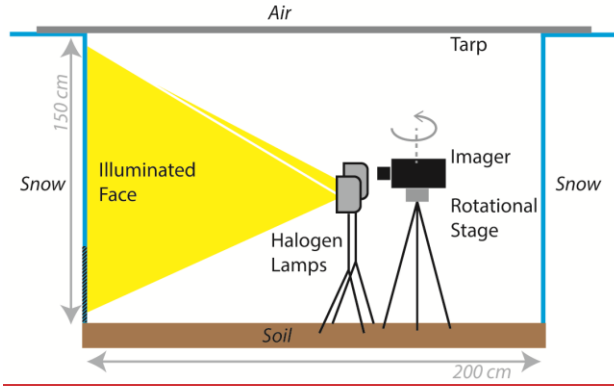 Air
Tarp
150 cm
Snow
Illuminated
Face
Imager
Rotational
Stage
Snow
Halogen
Lamps
Soil
200 cm